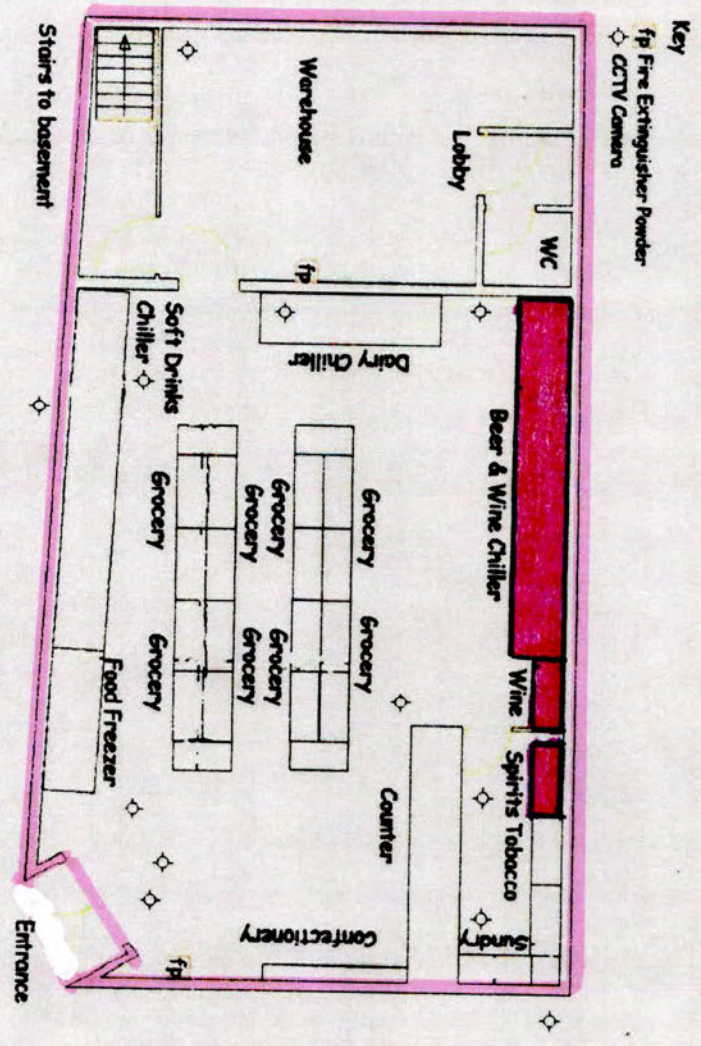 Key
fp Fire Extinguisher Powder
CCTV Camera
WC
Lobby
Warehouse
Stairs to basement
fp
Dairy Chiller
Soft Drinks
Chiller
Beer & Wine Chiller
Wine
Spirits Tobacco
Grocery
Grocery
Grocery
Grocery
Grocery
Grocery
Grocery
Grocery
Food Freezer
Counter
Sundry
Confectionery
fp
Entrance